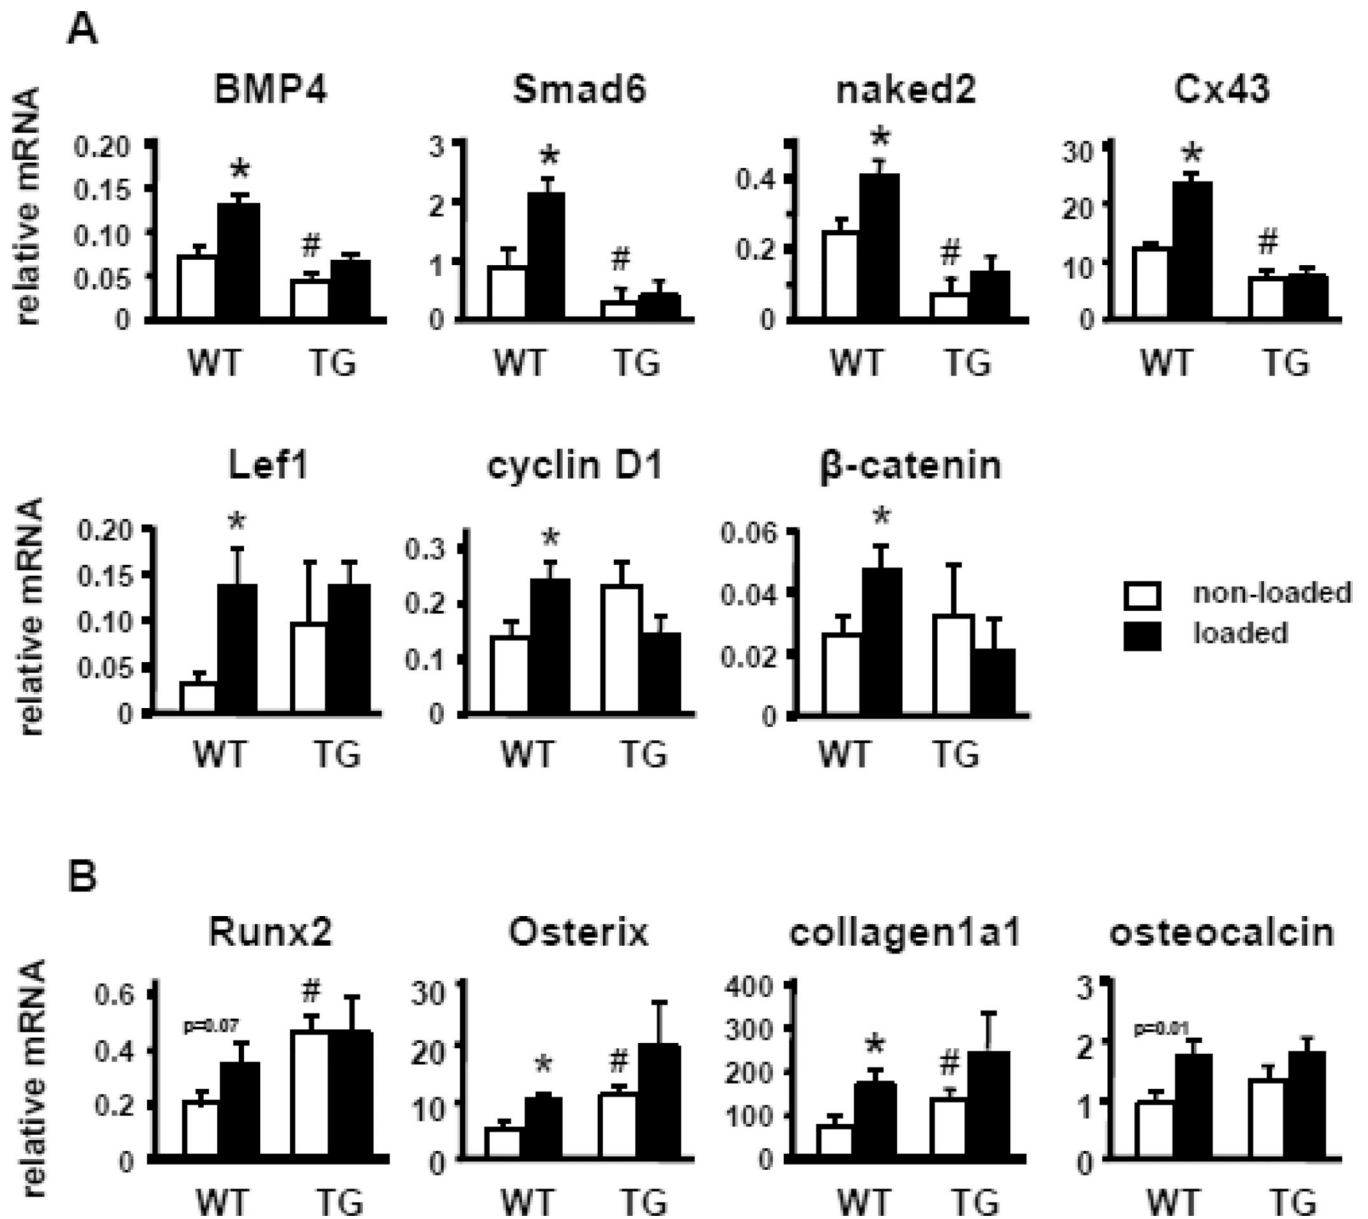 A
BMP4 Smad6 naked2 Cx43
relative mRNA
0.20 0.15 0.10 0.05 0
* #
3 2 1 0
* #
0.4 0.2 0
* #
30 20 10 0
* #
WT TG WT TG WT TG WT TG
Lef1 cyclin D1 β-catenin
relative mRNA
0.20 0.15 0.10 0.05 0
*
0.3 0.2 0.1 0
*
0.06 0.04 0.02 0
*
non-loaded
loaded
WT TG WT TG WT TG
B
Runx2 Osterix collagen1a1 osteocalcin
relative mRNA
0.6 0.4 0.2 0
p=0.07 #
30 20 10 0
* #
400 300 200 100 0
* #
3 2 1 0
p=0.01
WT TG WT TG WT TG WT TG